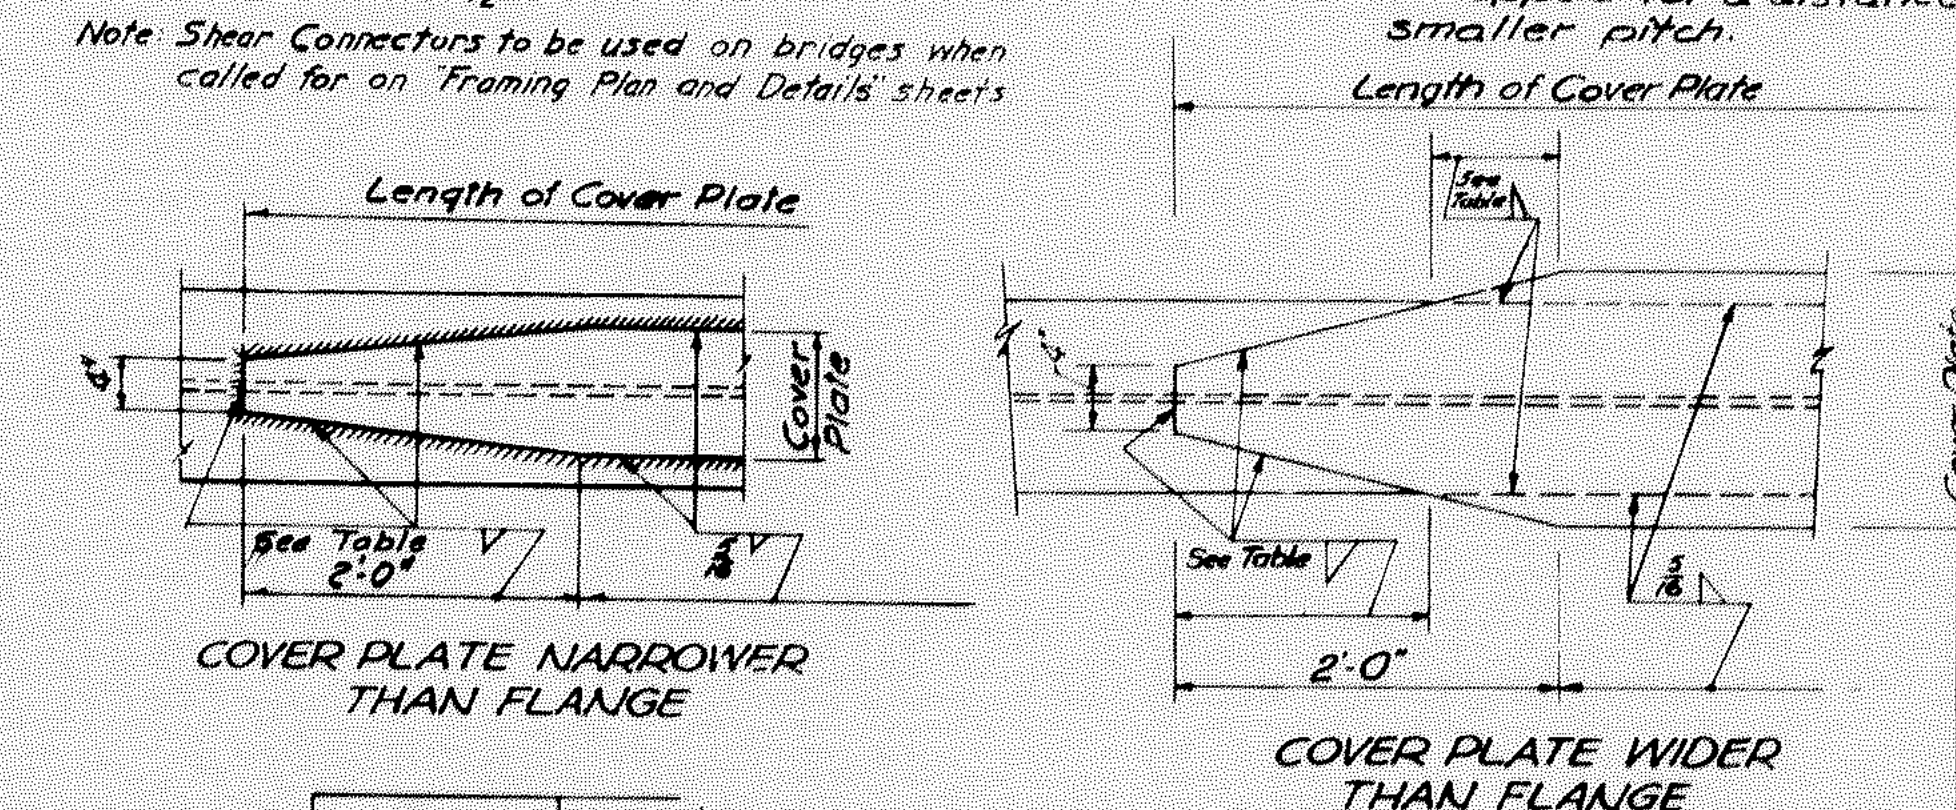 Note: Shear Connectors to be used on bridges when
called for on "Framing Plan and Details" sheets
smaller pitch.
Length of Cover Plate
See
Table
Length of Cover Plate
4"
Cover
Plate
See Table
2'-0"
5/16
COVER PLATE NARROWER
THAN FLANGE
See Table
5/16
2'-0"
COVER PLATE WIDER
THAN FLANGE